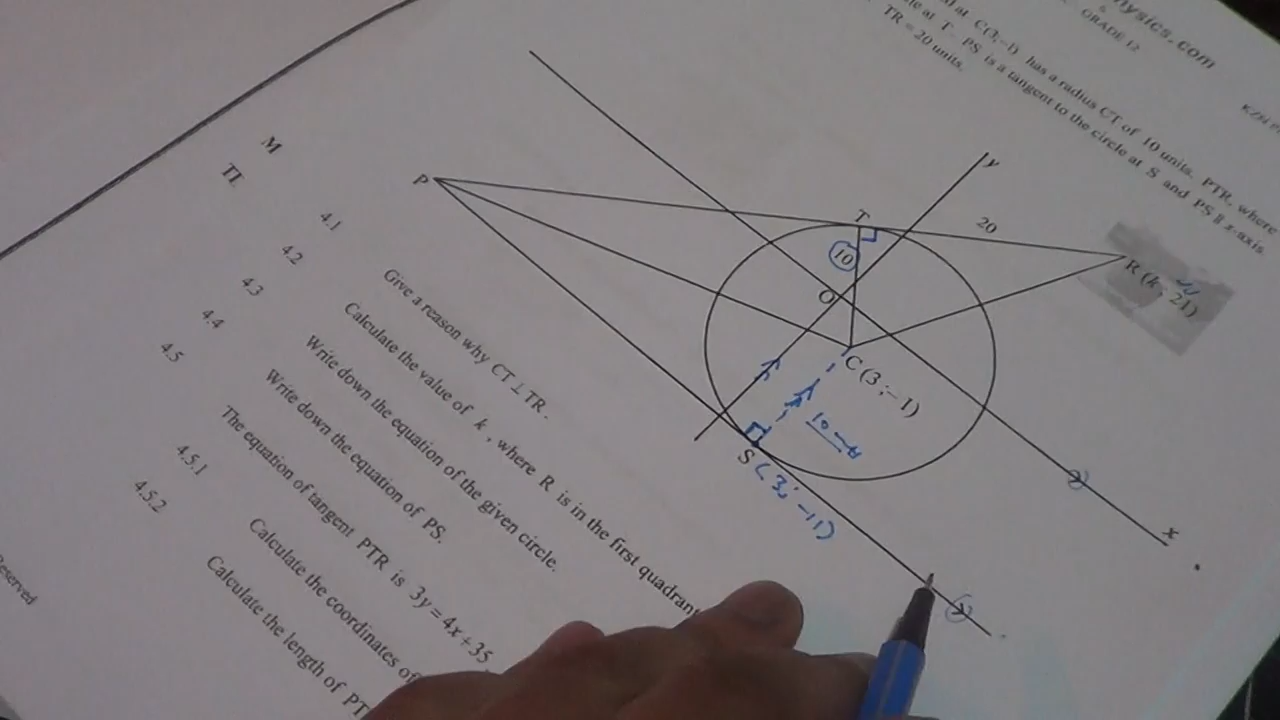 ysics.com
GRADE 12
KZN
at C(3;–1) has a radius CT of 10 units. PTR, where
at T. PS is a tangent to the circle at S and PS ∥ x-axis
TR = 20 units.
y
P
T
20
10
R (k ; 21)
O
C (3 ; –1)
10
S (3; -11)
x
M
4.1 Give a reason why CT ⊥ TR.
4.2 Calculate the value of k, where R is in the first quadrant
4.3 Write down the equation of the given circle.
4.4 Write down the equation of PS.
4.5 The equation of tangent PTR is 3y = 4x + 35
4.5.1 Calculate the coordinates of
4.5.2 Calculate the length of PT
eserved